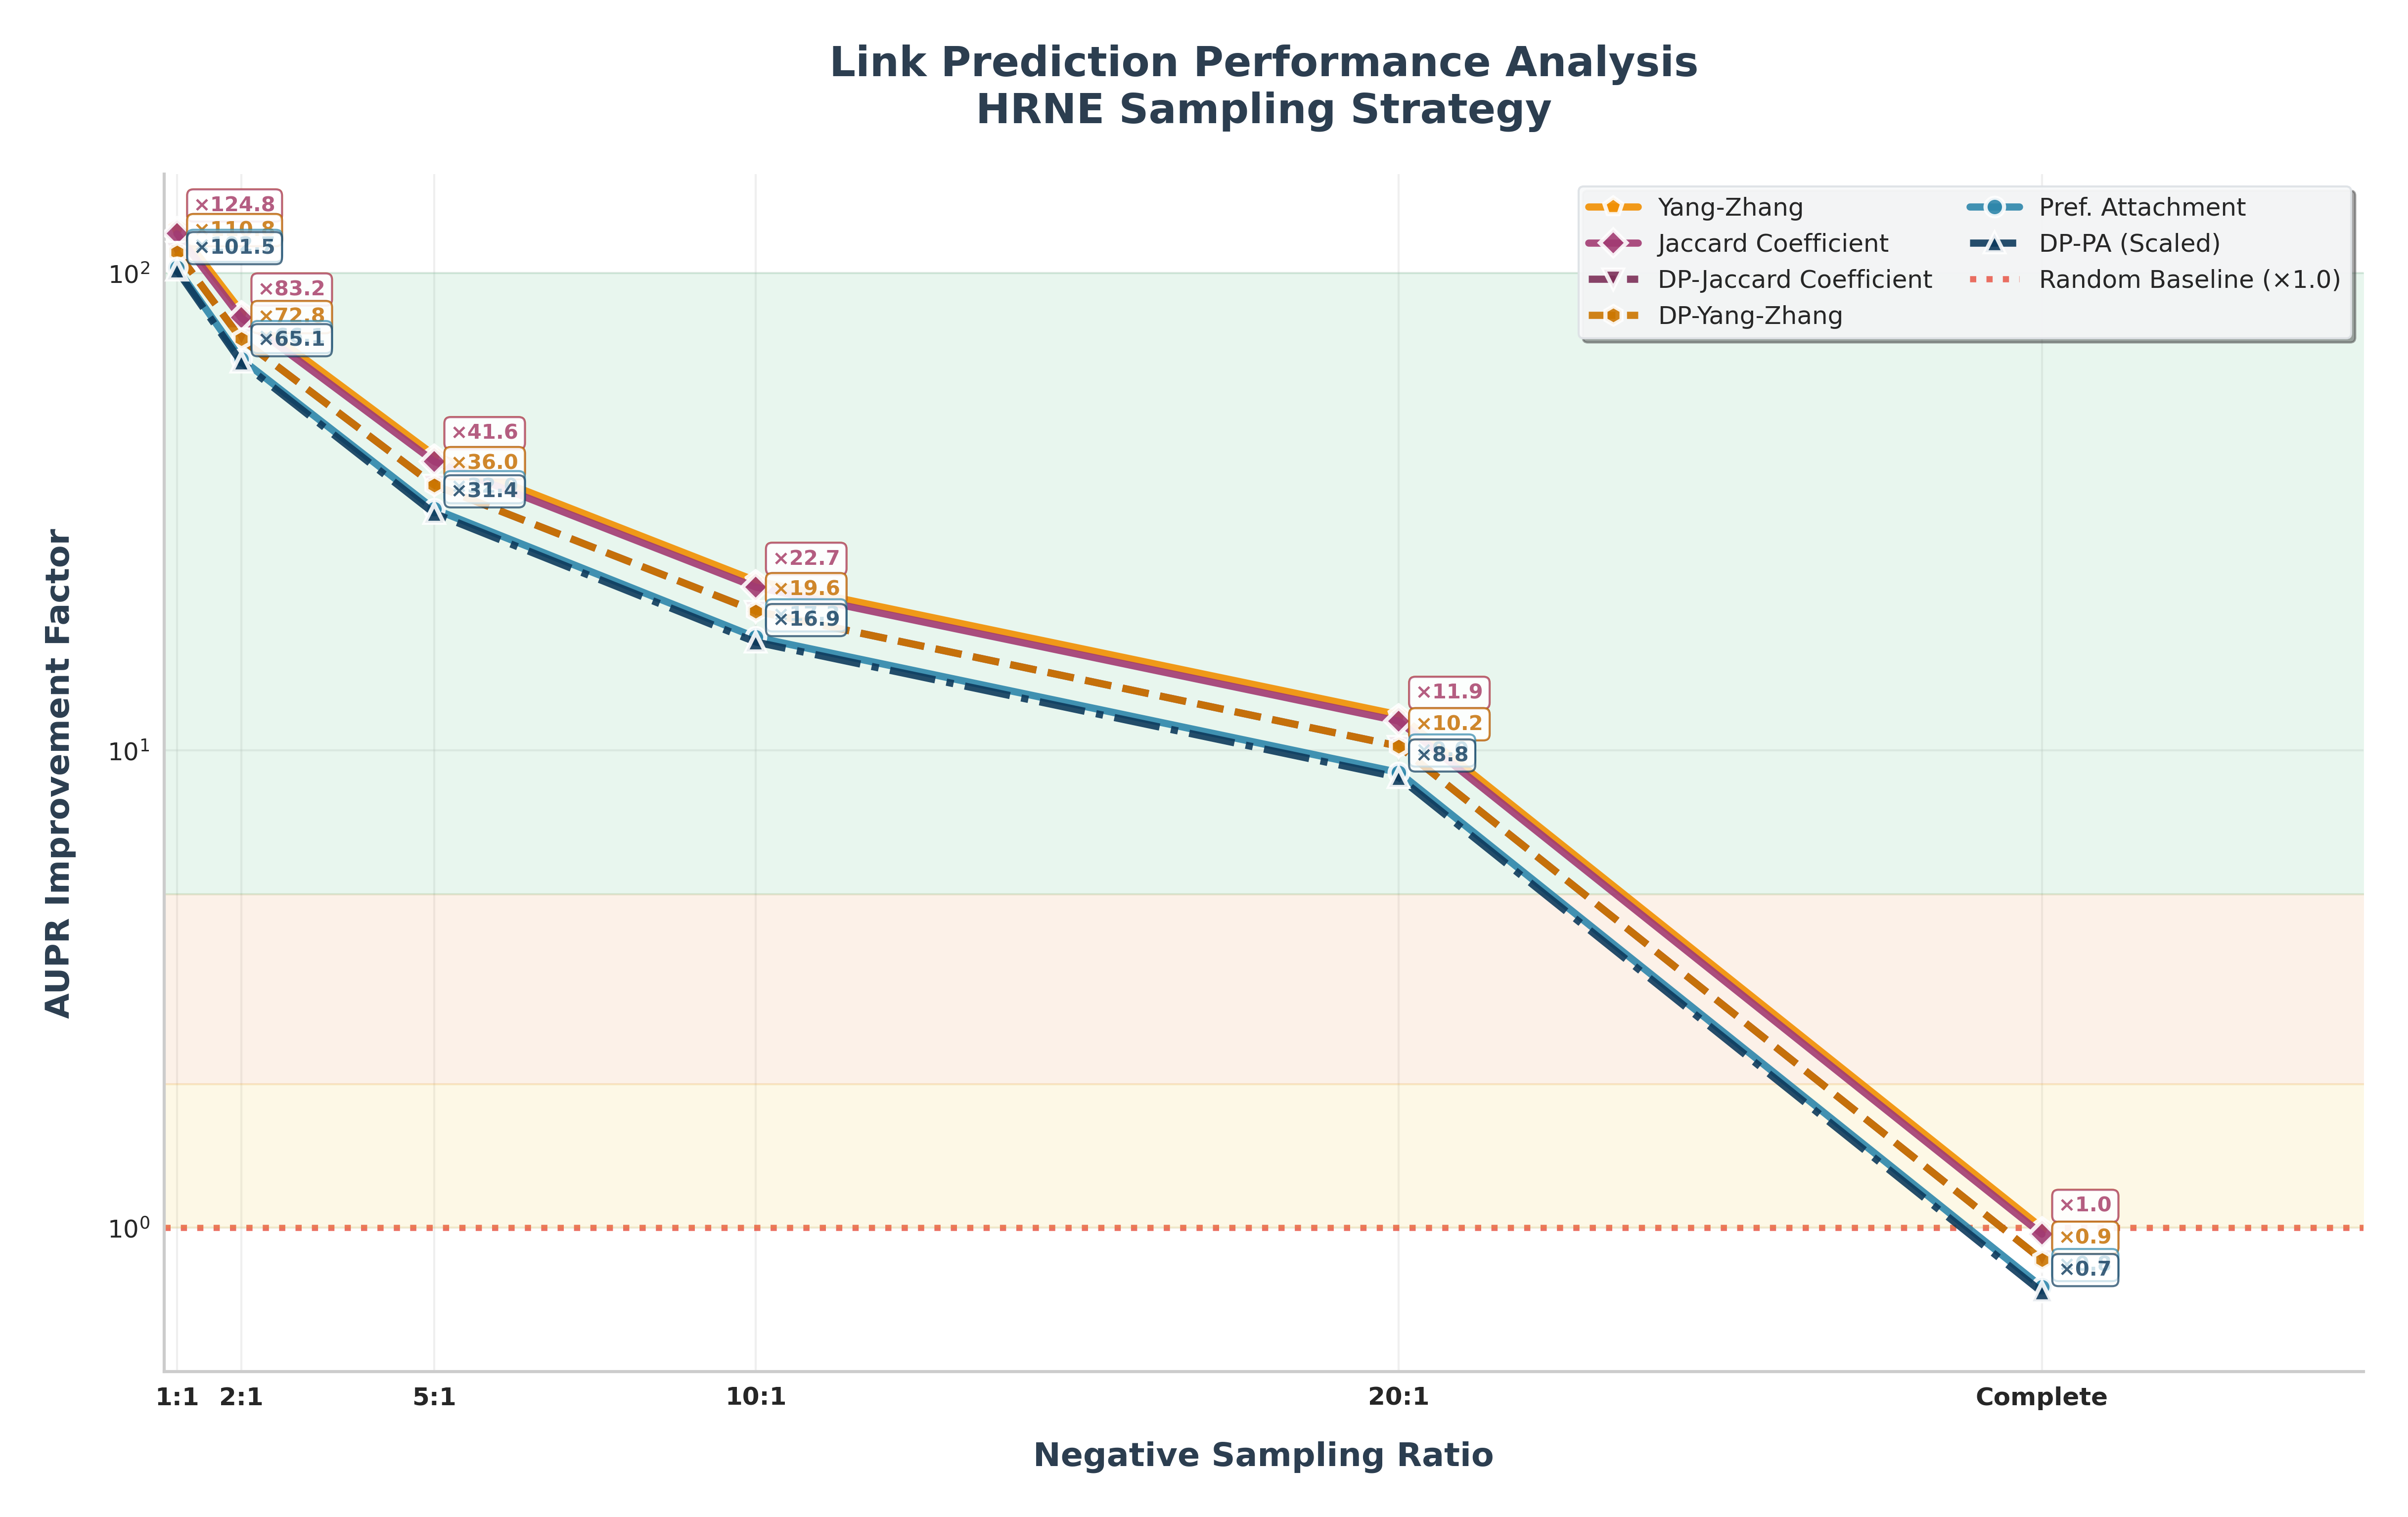 Link Prediction Performance Analysis
HRNE Sampling Strategy
AUPR Improvement Factor
10²
10¹
10⁰
×124.8
×110.8
×101.5
×83.2
×72.8
×65.1
×41.6
×36.0
×31.4
×22.7
×19.6
×16.9
×11.9
×10.2
×8.8
×1.0
×0.9
×0.7
Yang-Zhang
Jaccard Coefficient
DP-Jaccard Coefficient
DP-Yang-Zhang
Pref. Attachment
DP-PA (Scaled)
Random Baseline (×1.0)
1:1 2:1 5:1 10:1 20:1 Complete
Negative Sampling Ratio